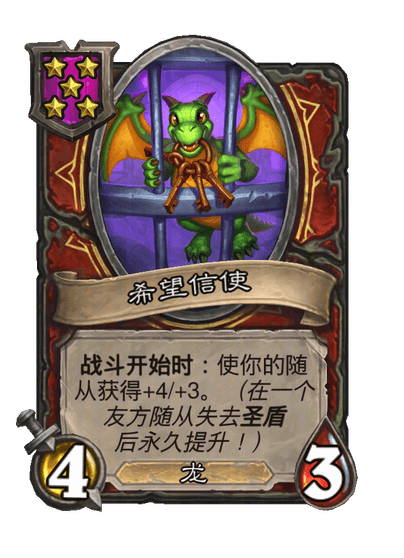 希望信使
战斗开始时：使你的随
从获得+4/+3。（在一个
友方随从失去圣盾
后永久提升！）
4
龙
3